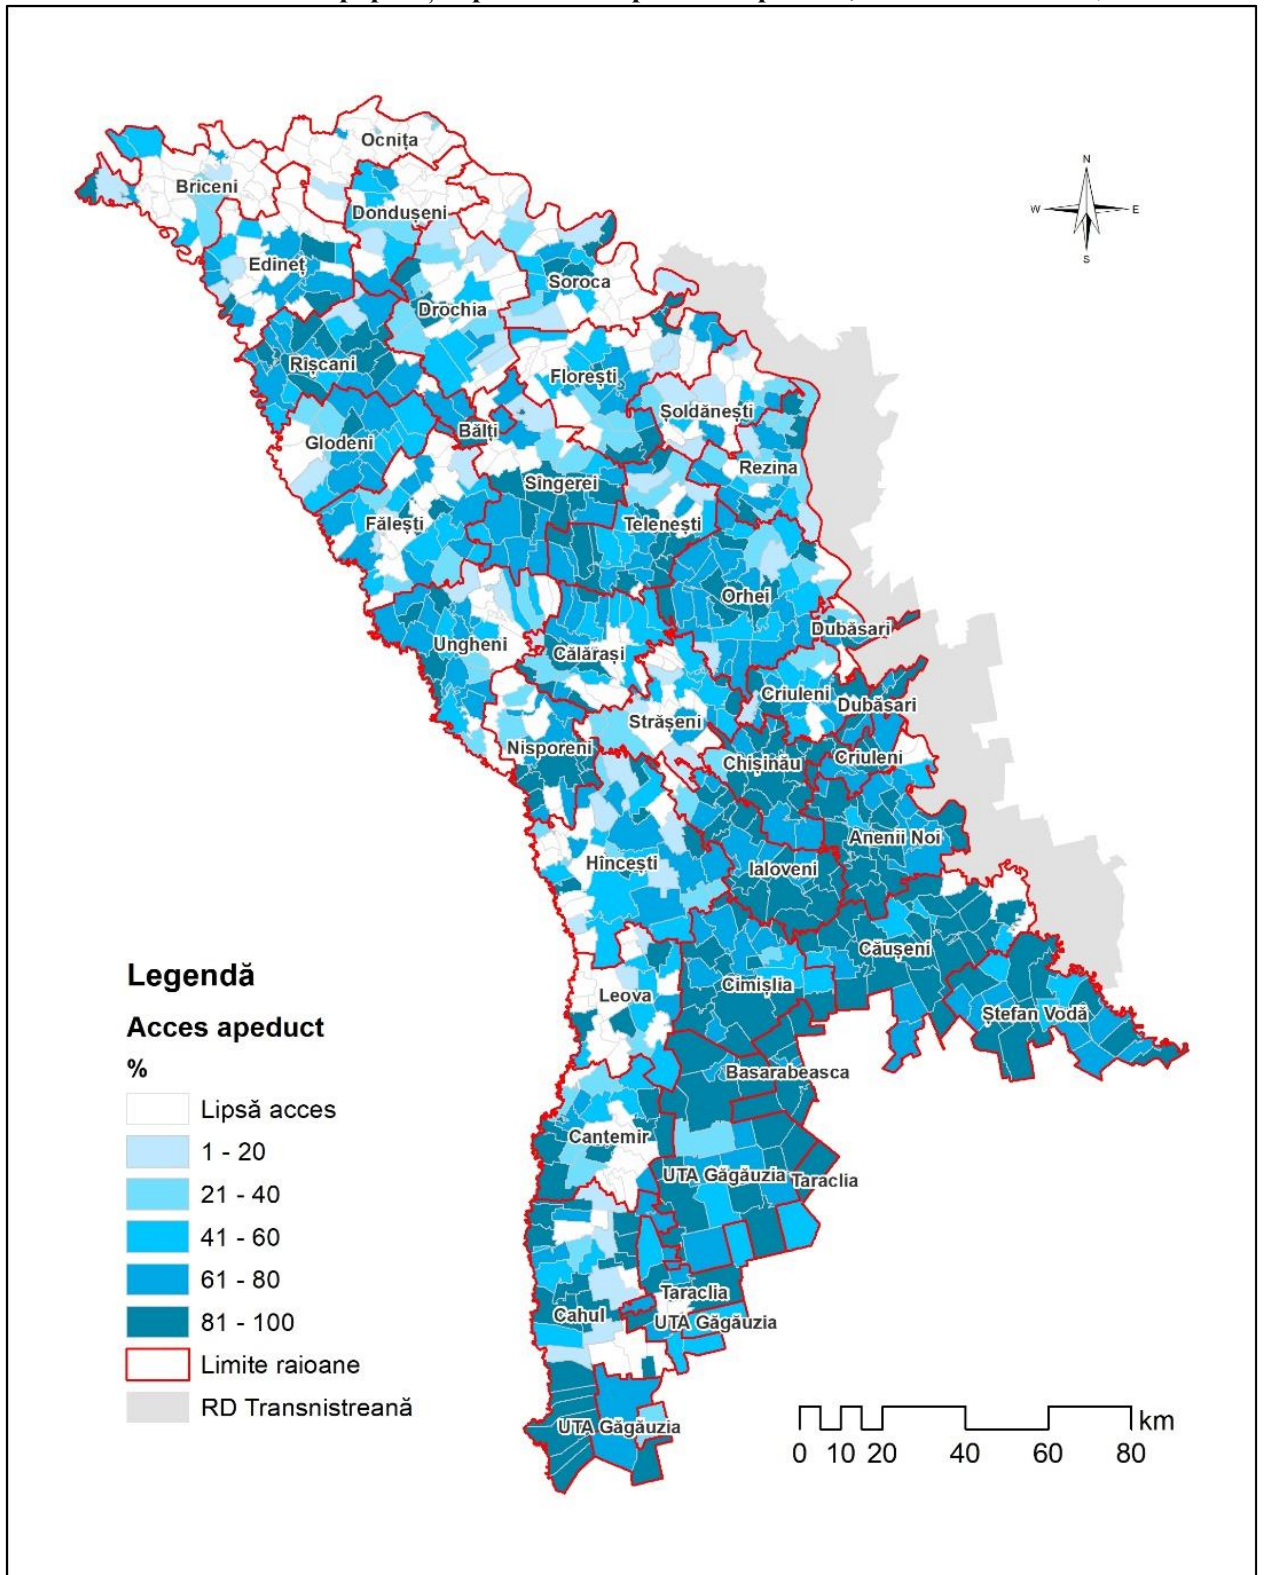 N
W E
S
Ocnița
Briceni
Dondușeni
Edineț
Soroca
Drochia
Rîșcani
Florești
Șoldănești
Bălți
Glodeni
Rezina
Sîngerei
Fălești
Telenești
Orhei
Dubăsari
Ungheni
Călărași
Criuleni
Dubăsari
Strășeni
Nisporeni
Chișinău
Criuleni
Anenii Noi
Hîncești
Ialoveni
Căușeni
Cimișlia
Leova
Ștefan Vodă
Basarabeasca
Cantemir
UTA Găgăuzia
Taraclia
Taraclia
Cahul
UTA Găgăuzia
UTA Găgăuzia
Legendă
Acces apeduct
%
Lipsă acces
1 - 20
21 - 40
41 - 60
61 - 80
81 - 100
Limite raioane
RD Transnistreană
km
0 10 20 40 60 80